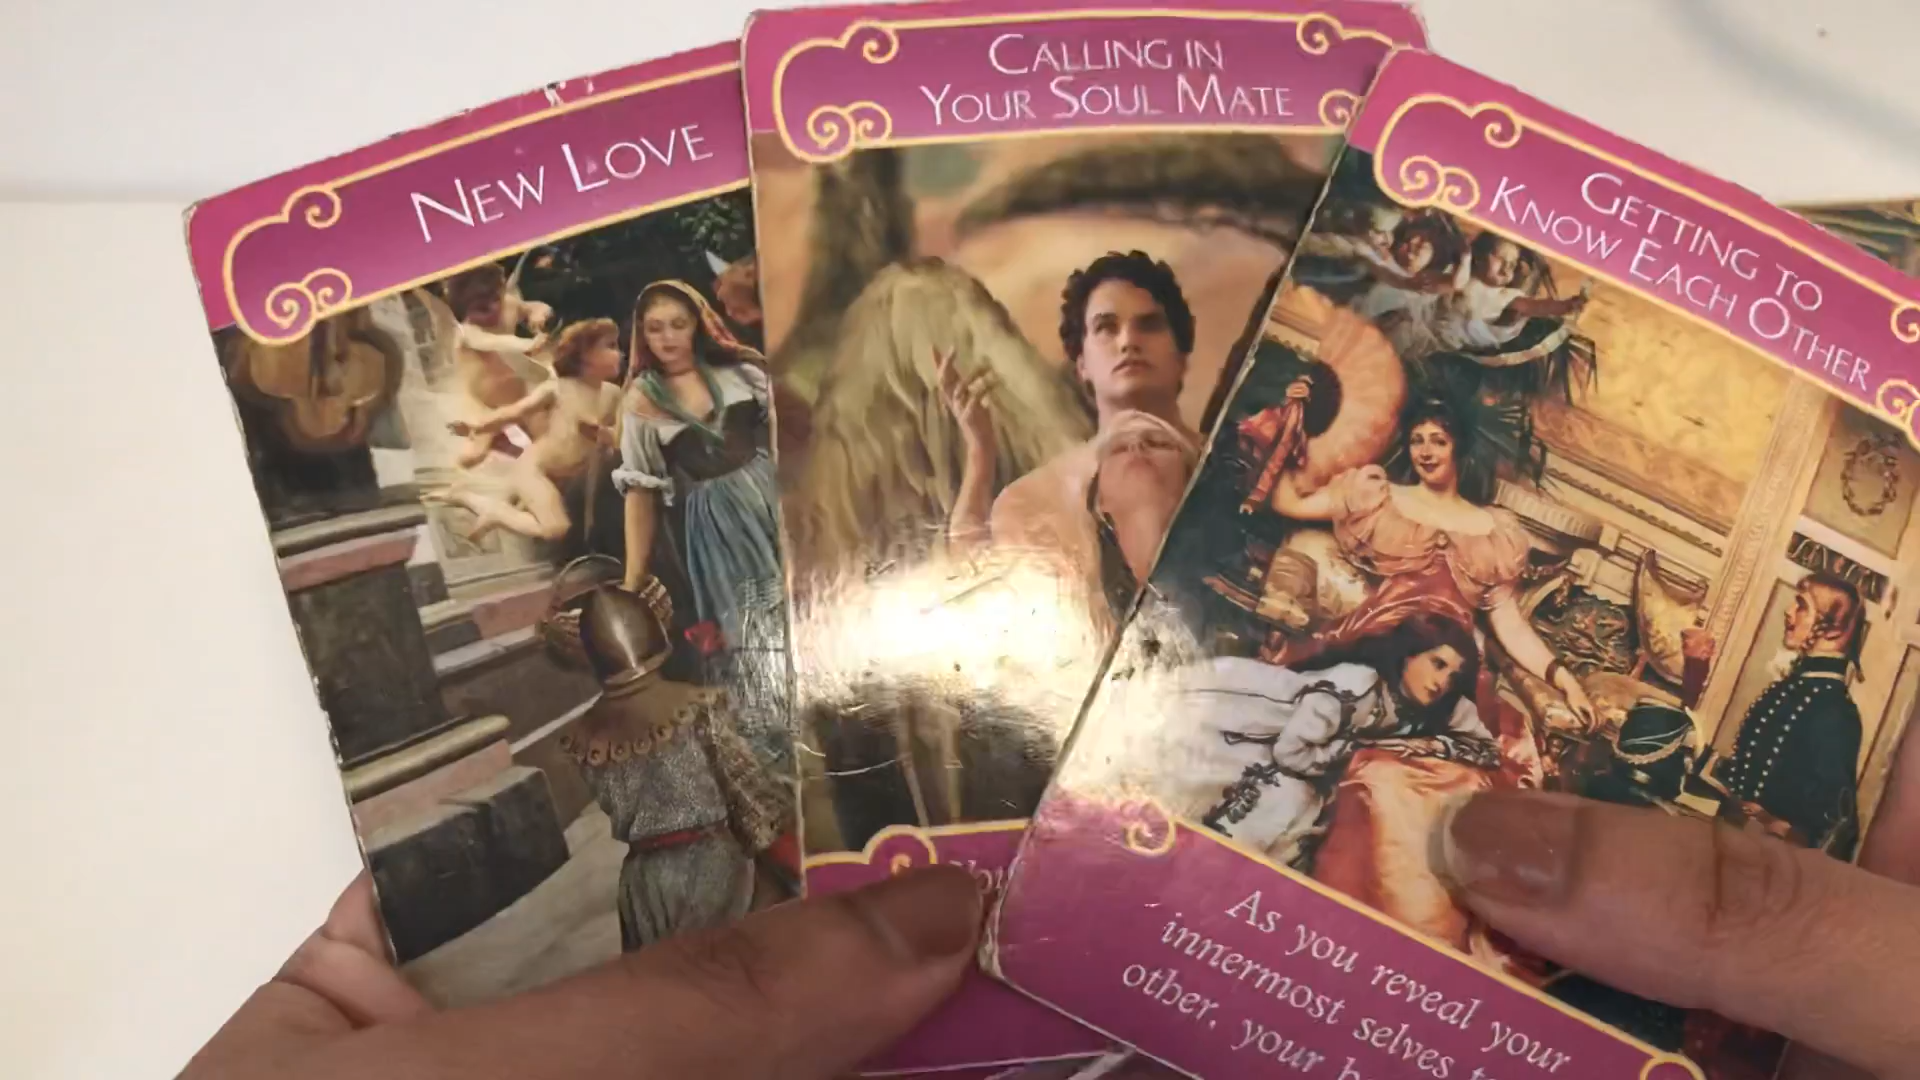 NEW LOVE
CALLING IN
YOUR SOUL MATE
GETTING TO
KNOW EACH OTHER
As you reveal your
innermost selves
other, your